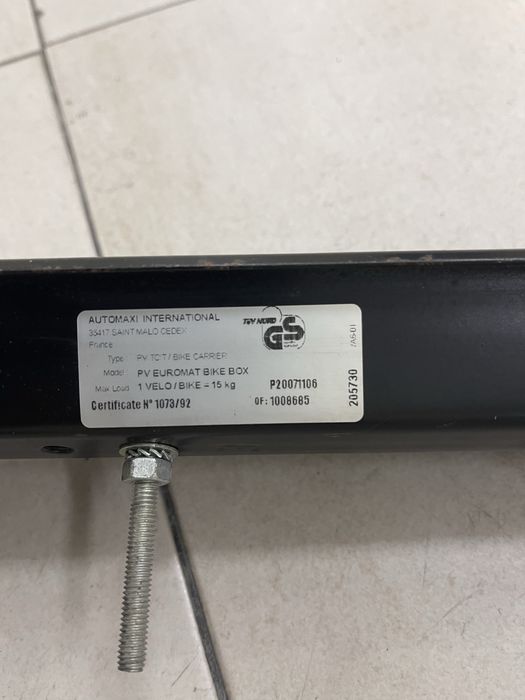 AUTOMAXI INTERNATIONAL
35417 SAINT MALO CEDEX
France
TÜV NORD
GS
Type PV TOIT / BIKE CARRIER
Model PV EUROMAT BIKE BOX
Max Load 1 VELO / BIKE = 15 kg P20071106
Certificate N° 1073/92 OF: 1008685
205730